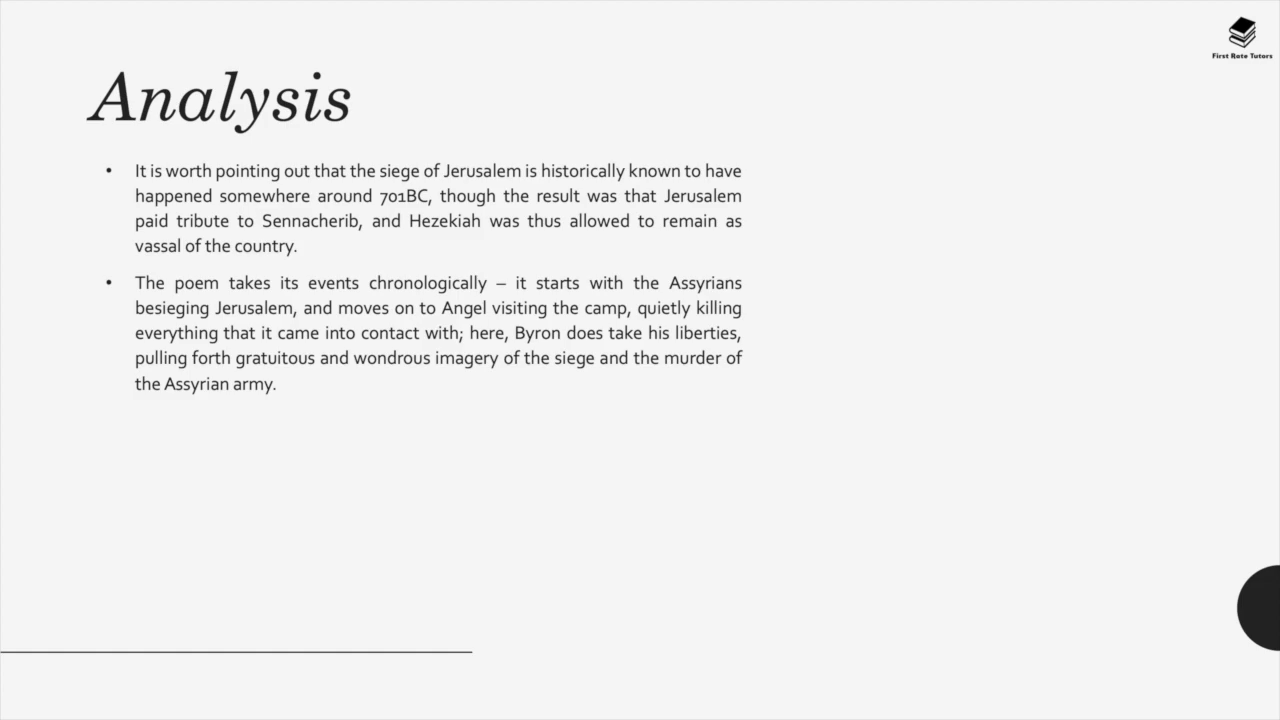 First Rate Tutors
Analysis
• It is worth pointing out that the siege of Jerusalem is historically known to have
happened somewhere around 701BC, though the result was that Jerusalem
paid tribute to Sennacherib, and Hezekiah was thus allowed to remain as
vassal of the country.
• The poem takes its events chronologically – it starts with the Assyrians
besieging Jerusalem, and moves on to Angel visiting the camp, quietly killing
everything that it came into contact with; here, Byron does take his liberties,
pulling forth gratuitous and wondrous imagery of the siege and the murder of
the Assyrian army.